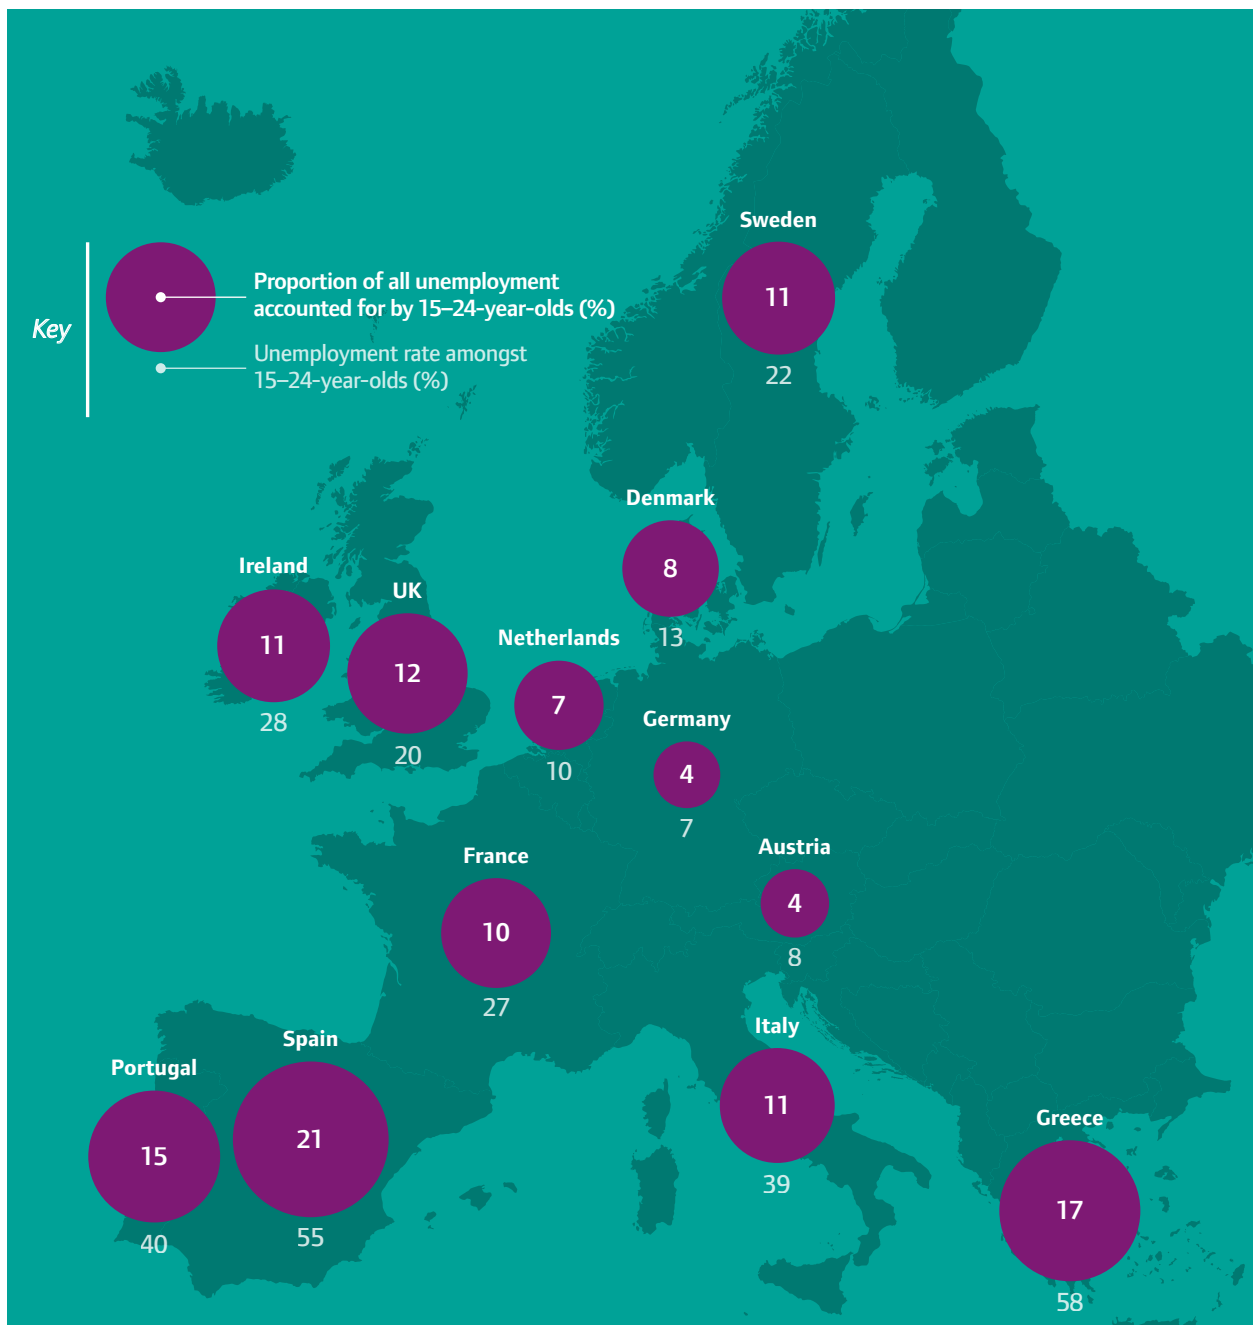 Sweden
11
22
Key
Proportion of all unemployment
accounted for by 15–24-year-olds (%)
Unemployment rate amongst
15–24-year-olds (%)
Denmark
8
13
Ireland
11
28
UK
12
20
Netherlands
7
10
Germany
4
7
France
10
27
Austria
4
8
Portugal
15
40
Spain
21
55
Italy
11
39
Greece
17
58